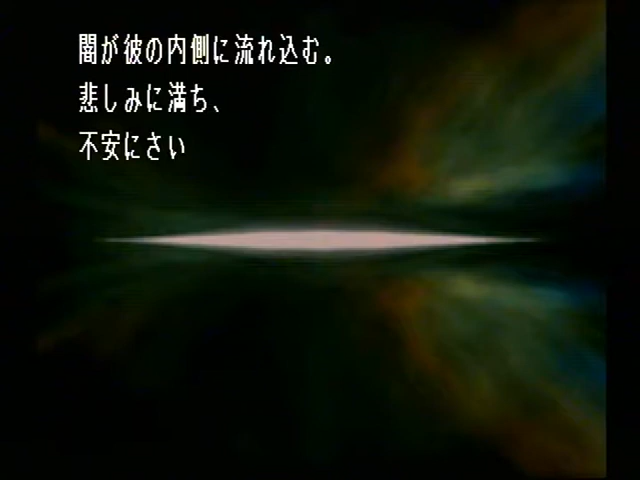 闇が彼の内側に流れ込む。
悲しみに満ち、
不安にさい